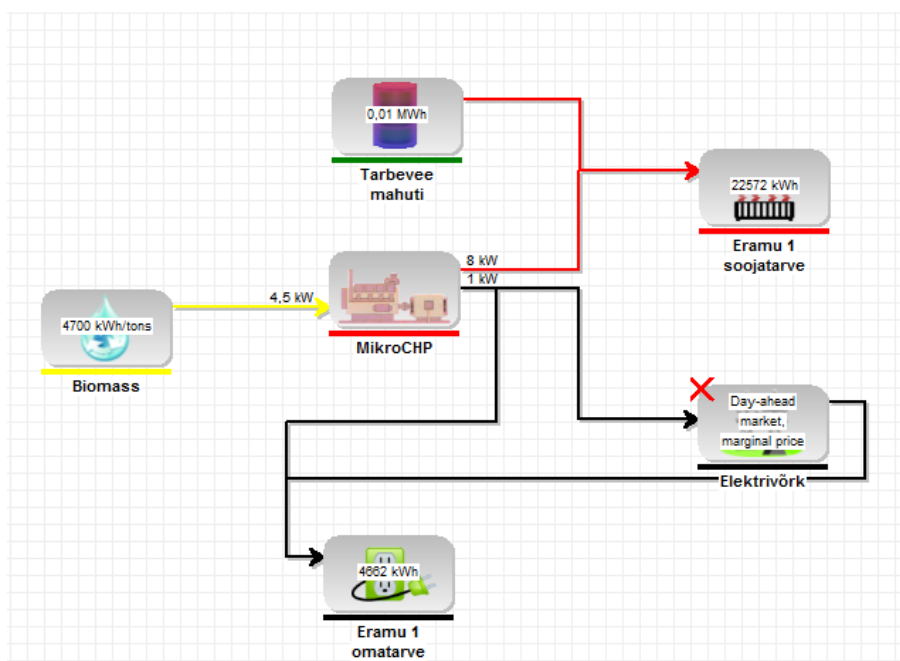 0,01 MWh
Tarbevee
mahuti
22572 kWh
Eramu 1
soojatarve
8 kW
1 kW
4,5 kW
MikroCHP
4700 kWh/tons
Biomass
Day-ahead
market,
marginal price
Elektrivõrk
4662 kWh
Eramu 1
omatarve